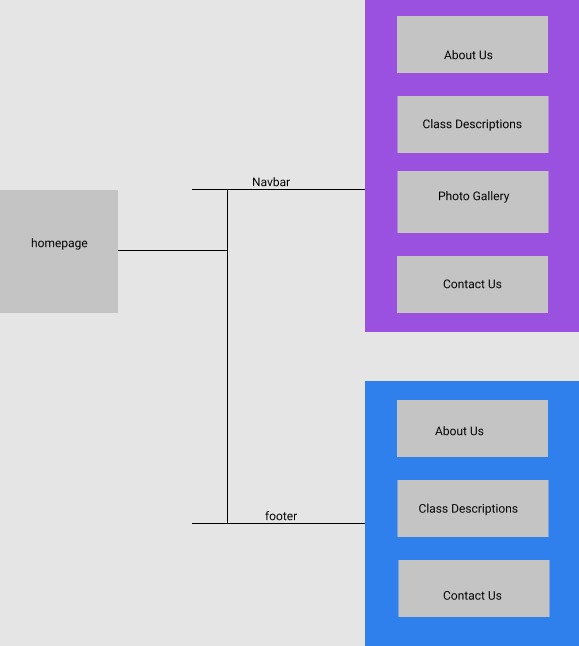 homepage
Navbar
About Us
Class Descriptions
Photo Gallery
Contact Us
footer
About Us
Class Descriptions
Contact Us